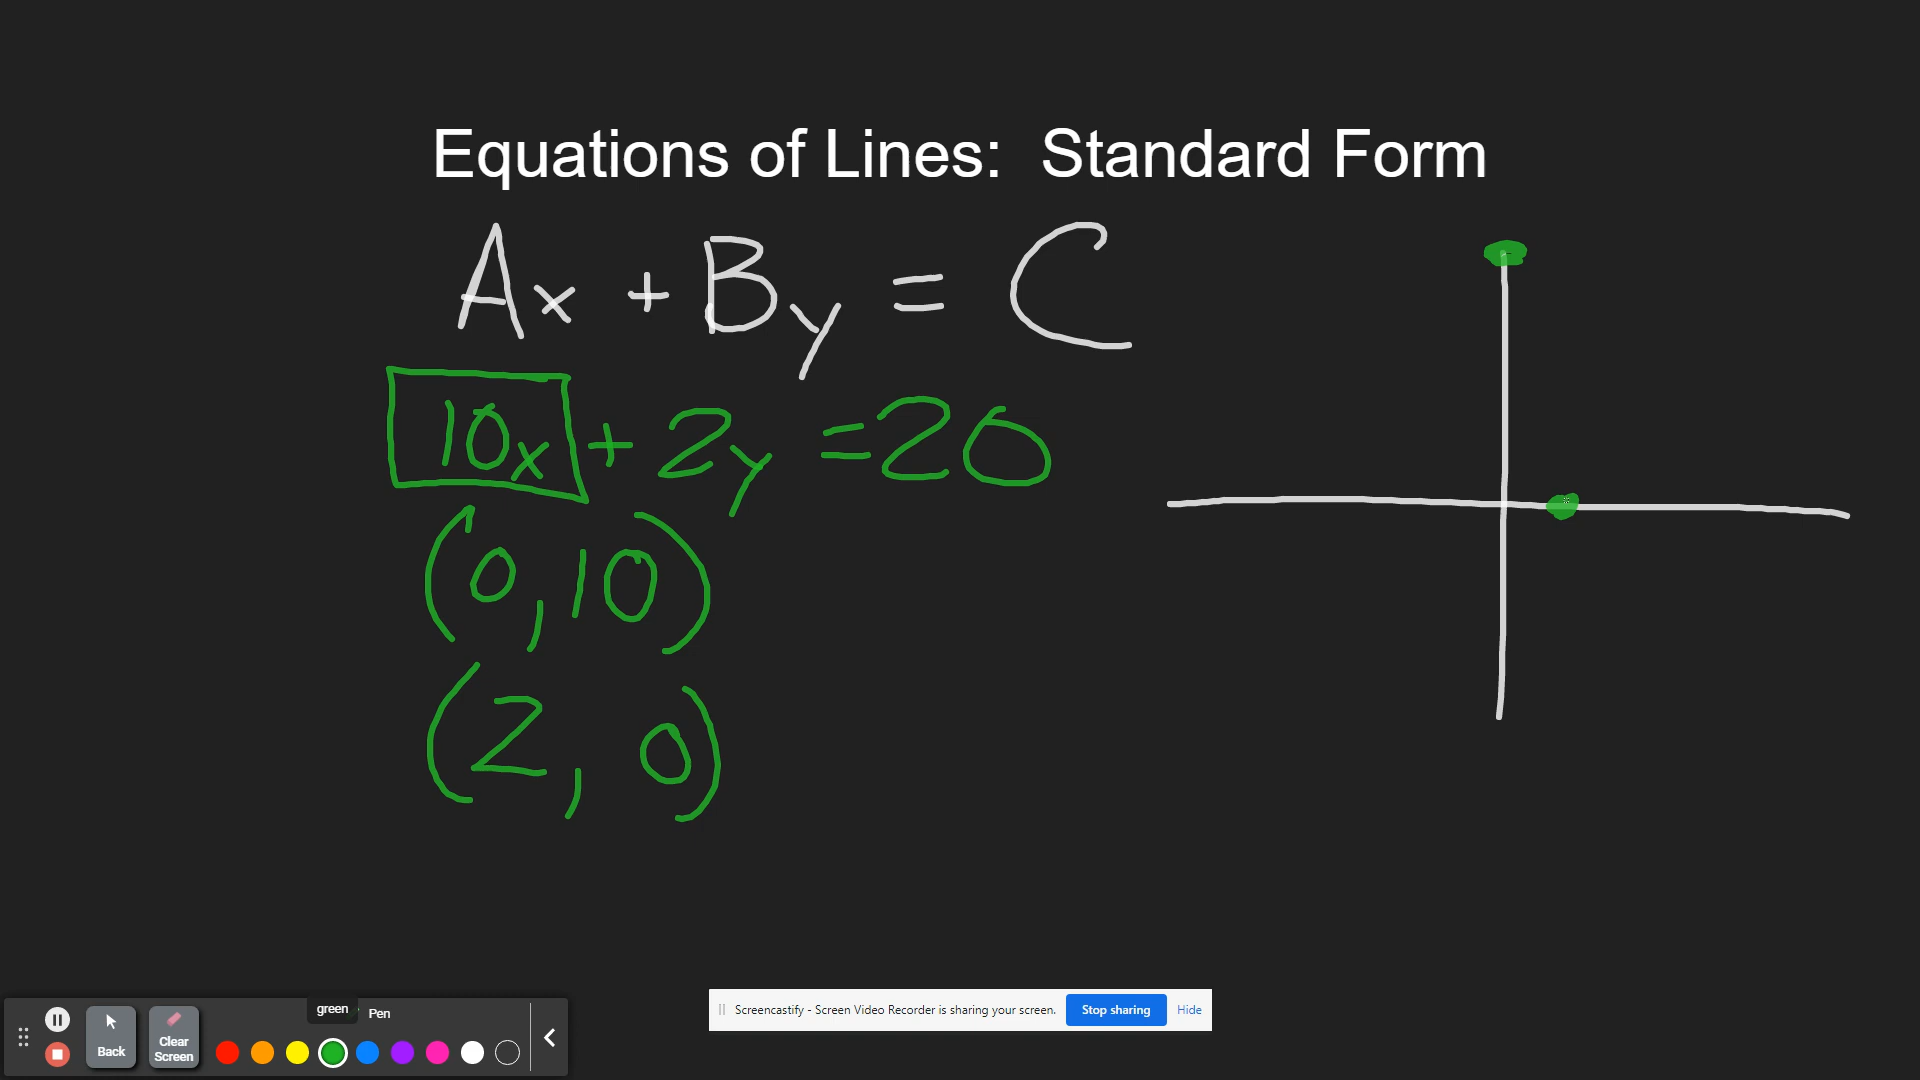 Equations of Lines: Standard Form
Ax + By = C
10x + 2y = 20
(0, 10)
(2, 0)
green
Pen
Back
Clear Screen
Screencastify - Screen Video Recorder is sharing your screen.
Stop sharing
Hide